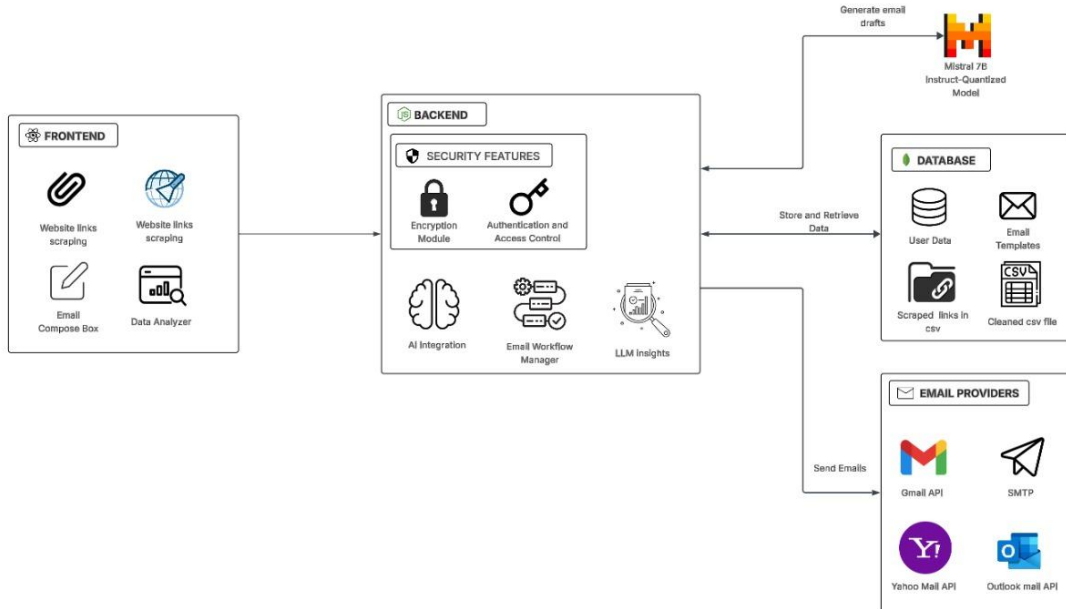 Generate email
drafts
Mistral 7B
Instruct-Quantized
Model
FRONTEND
Website links
scraping
Website links
scraping
Email
Compose Box
Data Analyzer
JS
BACKEND
SECURITY FEATURES
Encryption
Module
Authentication and
Access Control
AI Integration
Email Workflow
Manager
LLM insights
Store and Retrieve
Data
DATABASE
User Data
Email
Templates
Scraped links in
csv
CSV
Cleaned csv file
Send Emails
EMAIL PROVIDERS
Gmail API
SMTP
Y!
Yahoo Mail API
O
Outlook mail API